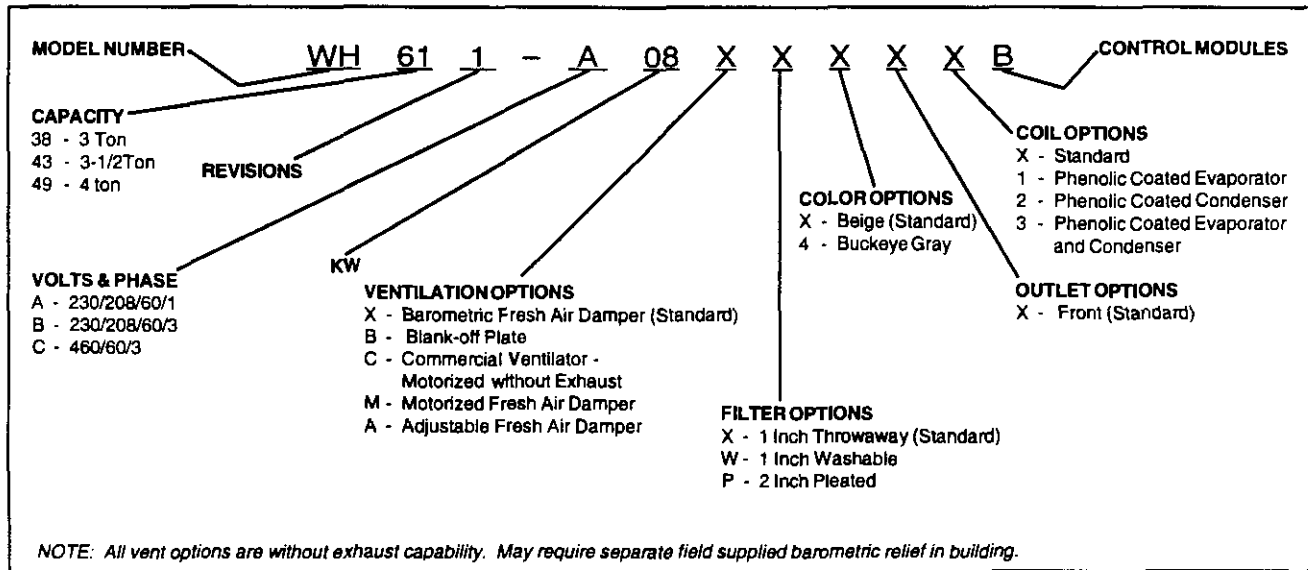 MODEL NUMBER WH 61 1 - A 08 X X X X X B CONTROL MODULES
CAPACITY
38 - 3 Ton
43 - 3-1/2Ton
49 - 4 ton
REVISIONS
VOLTS & PHASE
A - 230/208/60/1
B - 230/208/60/3
C - 460/60/3
KW
VENTILATION OPTIONS
X - Barometric Fresh Air Damper (Standard)
B - Blank-off Plate
C - Commercial Ventilator -
Motorized without Exhaust
M - Motorized Fresh Air Damper
A - Adjustable Fresh Air Damper
FILTER OPTIONS
X - 1 Inch Throwaway (Standard)
W - 1 Inch Washable
P - 2 Inch Pleated
COLOR OPTIONS
X - Beige (Standard)
4 - Buckeye Gray
OUTLET OPTIONS
X - Front (Standard)
COIL OPTIONS
X - Standard
1 - Phenolic Coated Evaporator
2 - Phenolic Coated Condenser
3 - Phenolic Coated Evaporator
and Condenser
NOTE: All vent options are without exhaust capability. May require separate field supplied barometric relief in building.